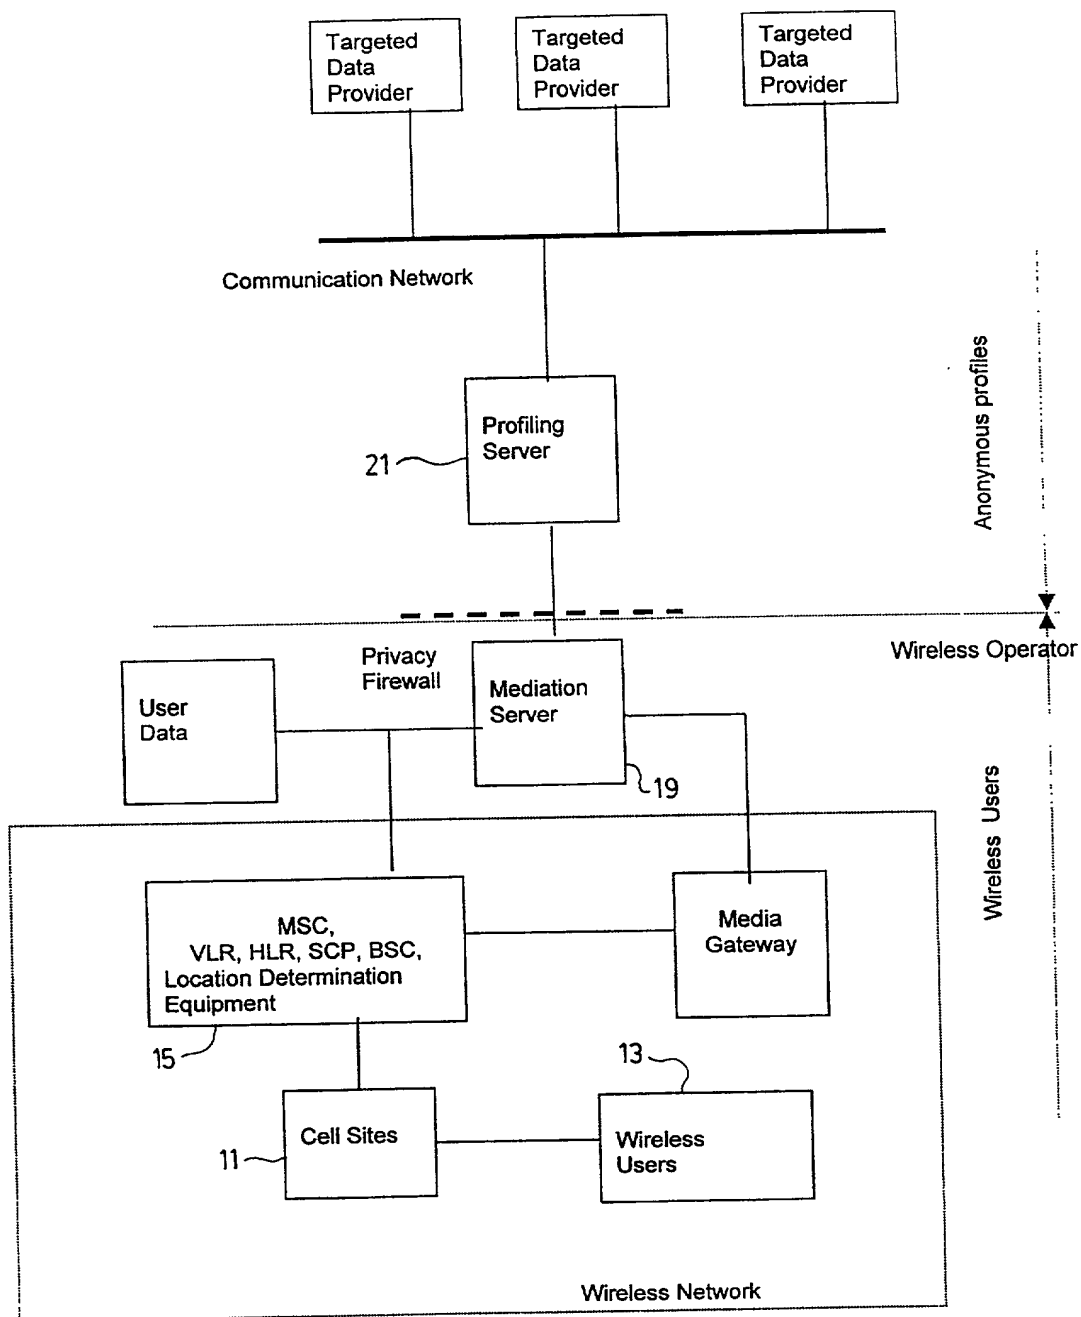 Targeted
Data
Provider
Targeted
Data
Provider
Targeted
Data
Provider
Communication Network
Profiling
Server
21
Anonymous profiles
Privacy
Firewall
Wireless Operator
User
Data
Mediation
Server
19
Wireless Users
MSC,
VLR, HLR, SCP, BSC,
Location Determination
Equipment
15
Media
Gateway
13
Cell Sites
11
Wireless
Users
Wireless Network